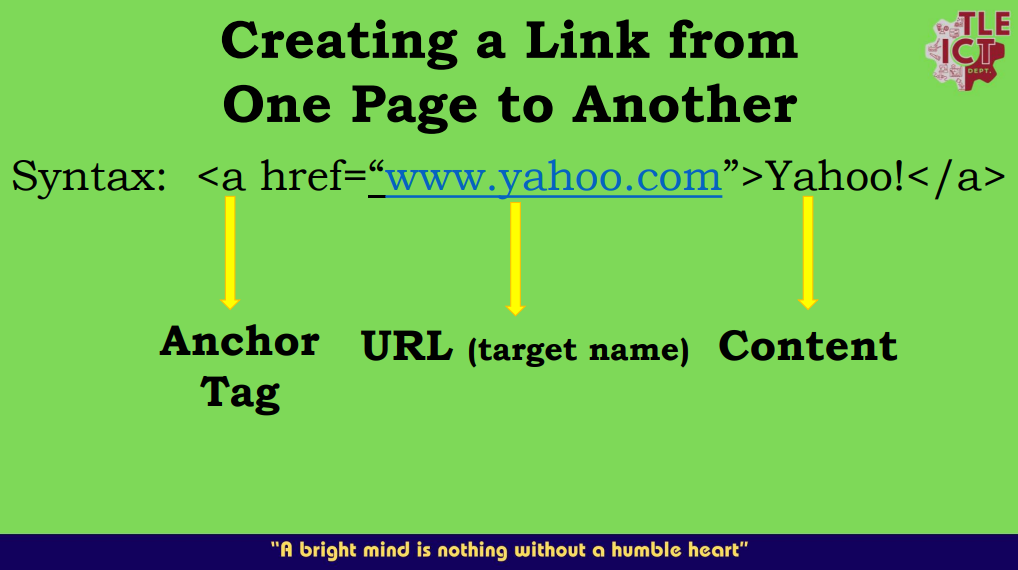 Creating a Link from
One Page to Another
TLE
ICT
DEPT.
Syntax: <a href=“www.yahoo.com”>Yahoo!</a>
Anchor
Tag
URL (target name)
Content
“A bright mind is nothing without a humble heart”